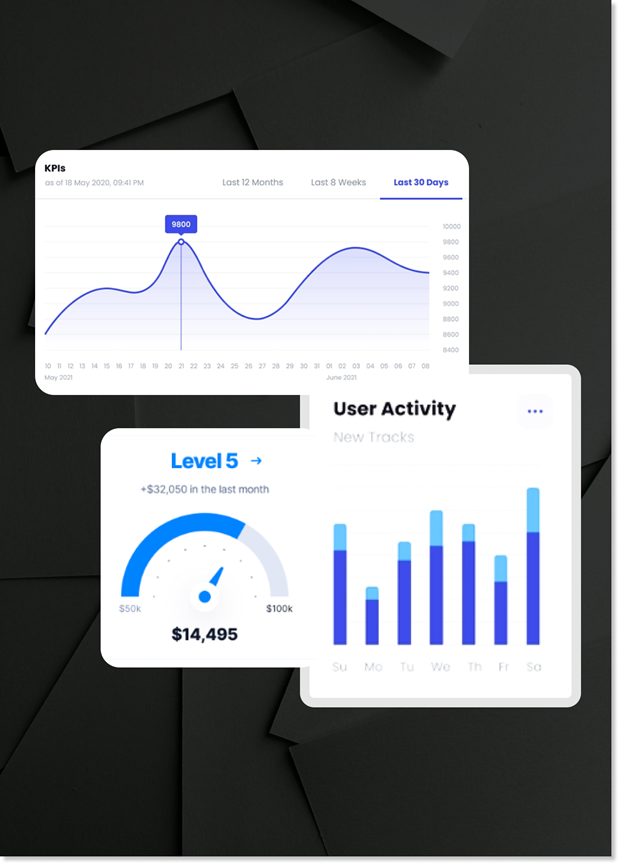 KPIs
as of 18 May 2020, 09:41 PM
Last 12 Months Last 8 Weeks Last 30 Days
9800
10000
9800
9600
9400
9200
9000
8800
8600
8400
10 11 12 13 14 15 16 17 18 19 20 21 22 23 24 25 26 27 28 29 30 31 01 02 03 04 05 06 07 08
May 2021 June 2021
User Activity
New Tracks
Su Mo Tu We Th Fr Sa
Level 5 →
+$32,050 in the last month
$50k $100k
$14,495